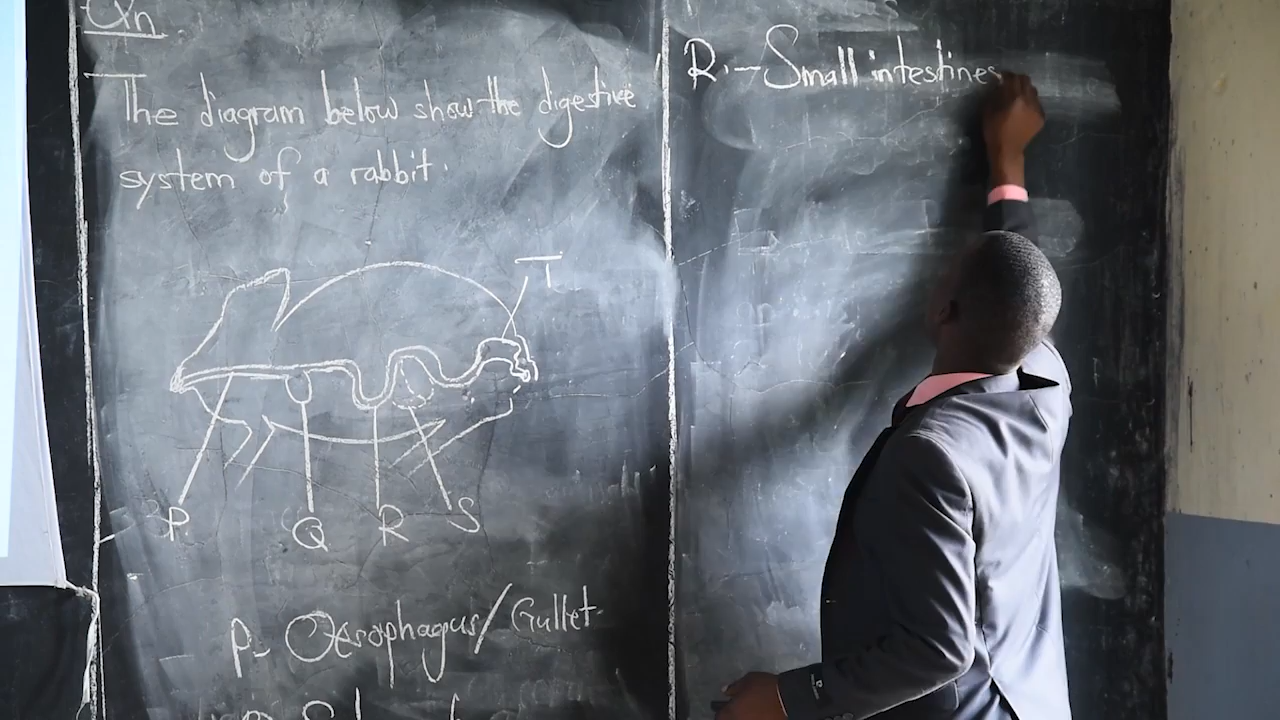 Qn
The diagram below show the digestive
system of a rabbit.
T
P. Q R S
P- Oesophagus/Gullet
R:- Small intestines